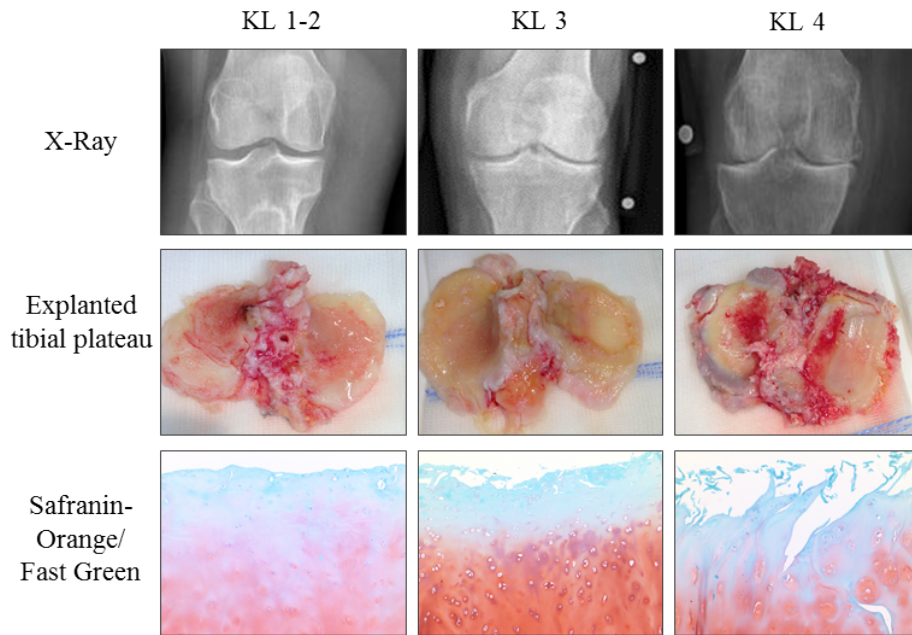 KL 1-2
KL 3
KL 4
X-Ray
Explanted
tibial plateau
Safranin-
Orange/
Fast Green